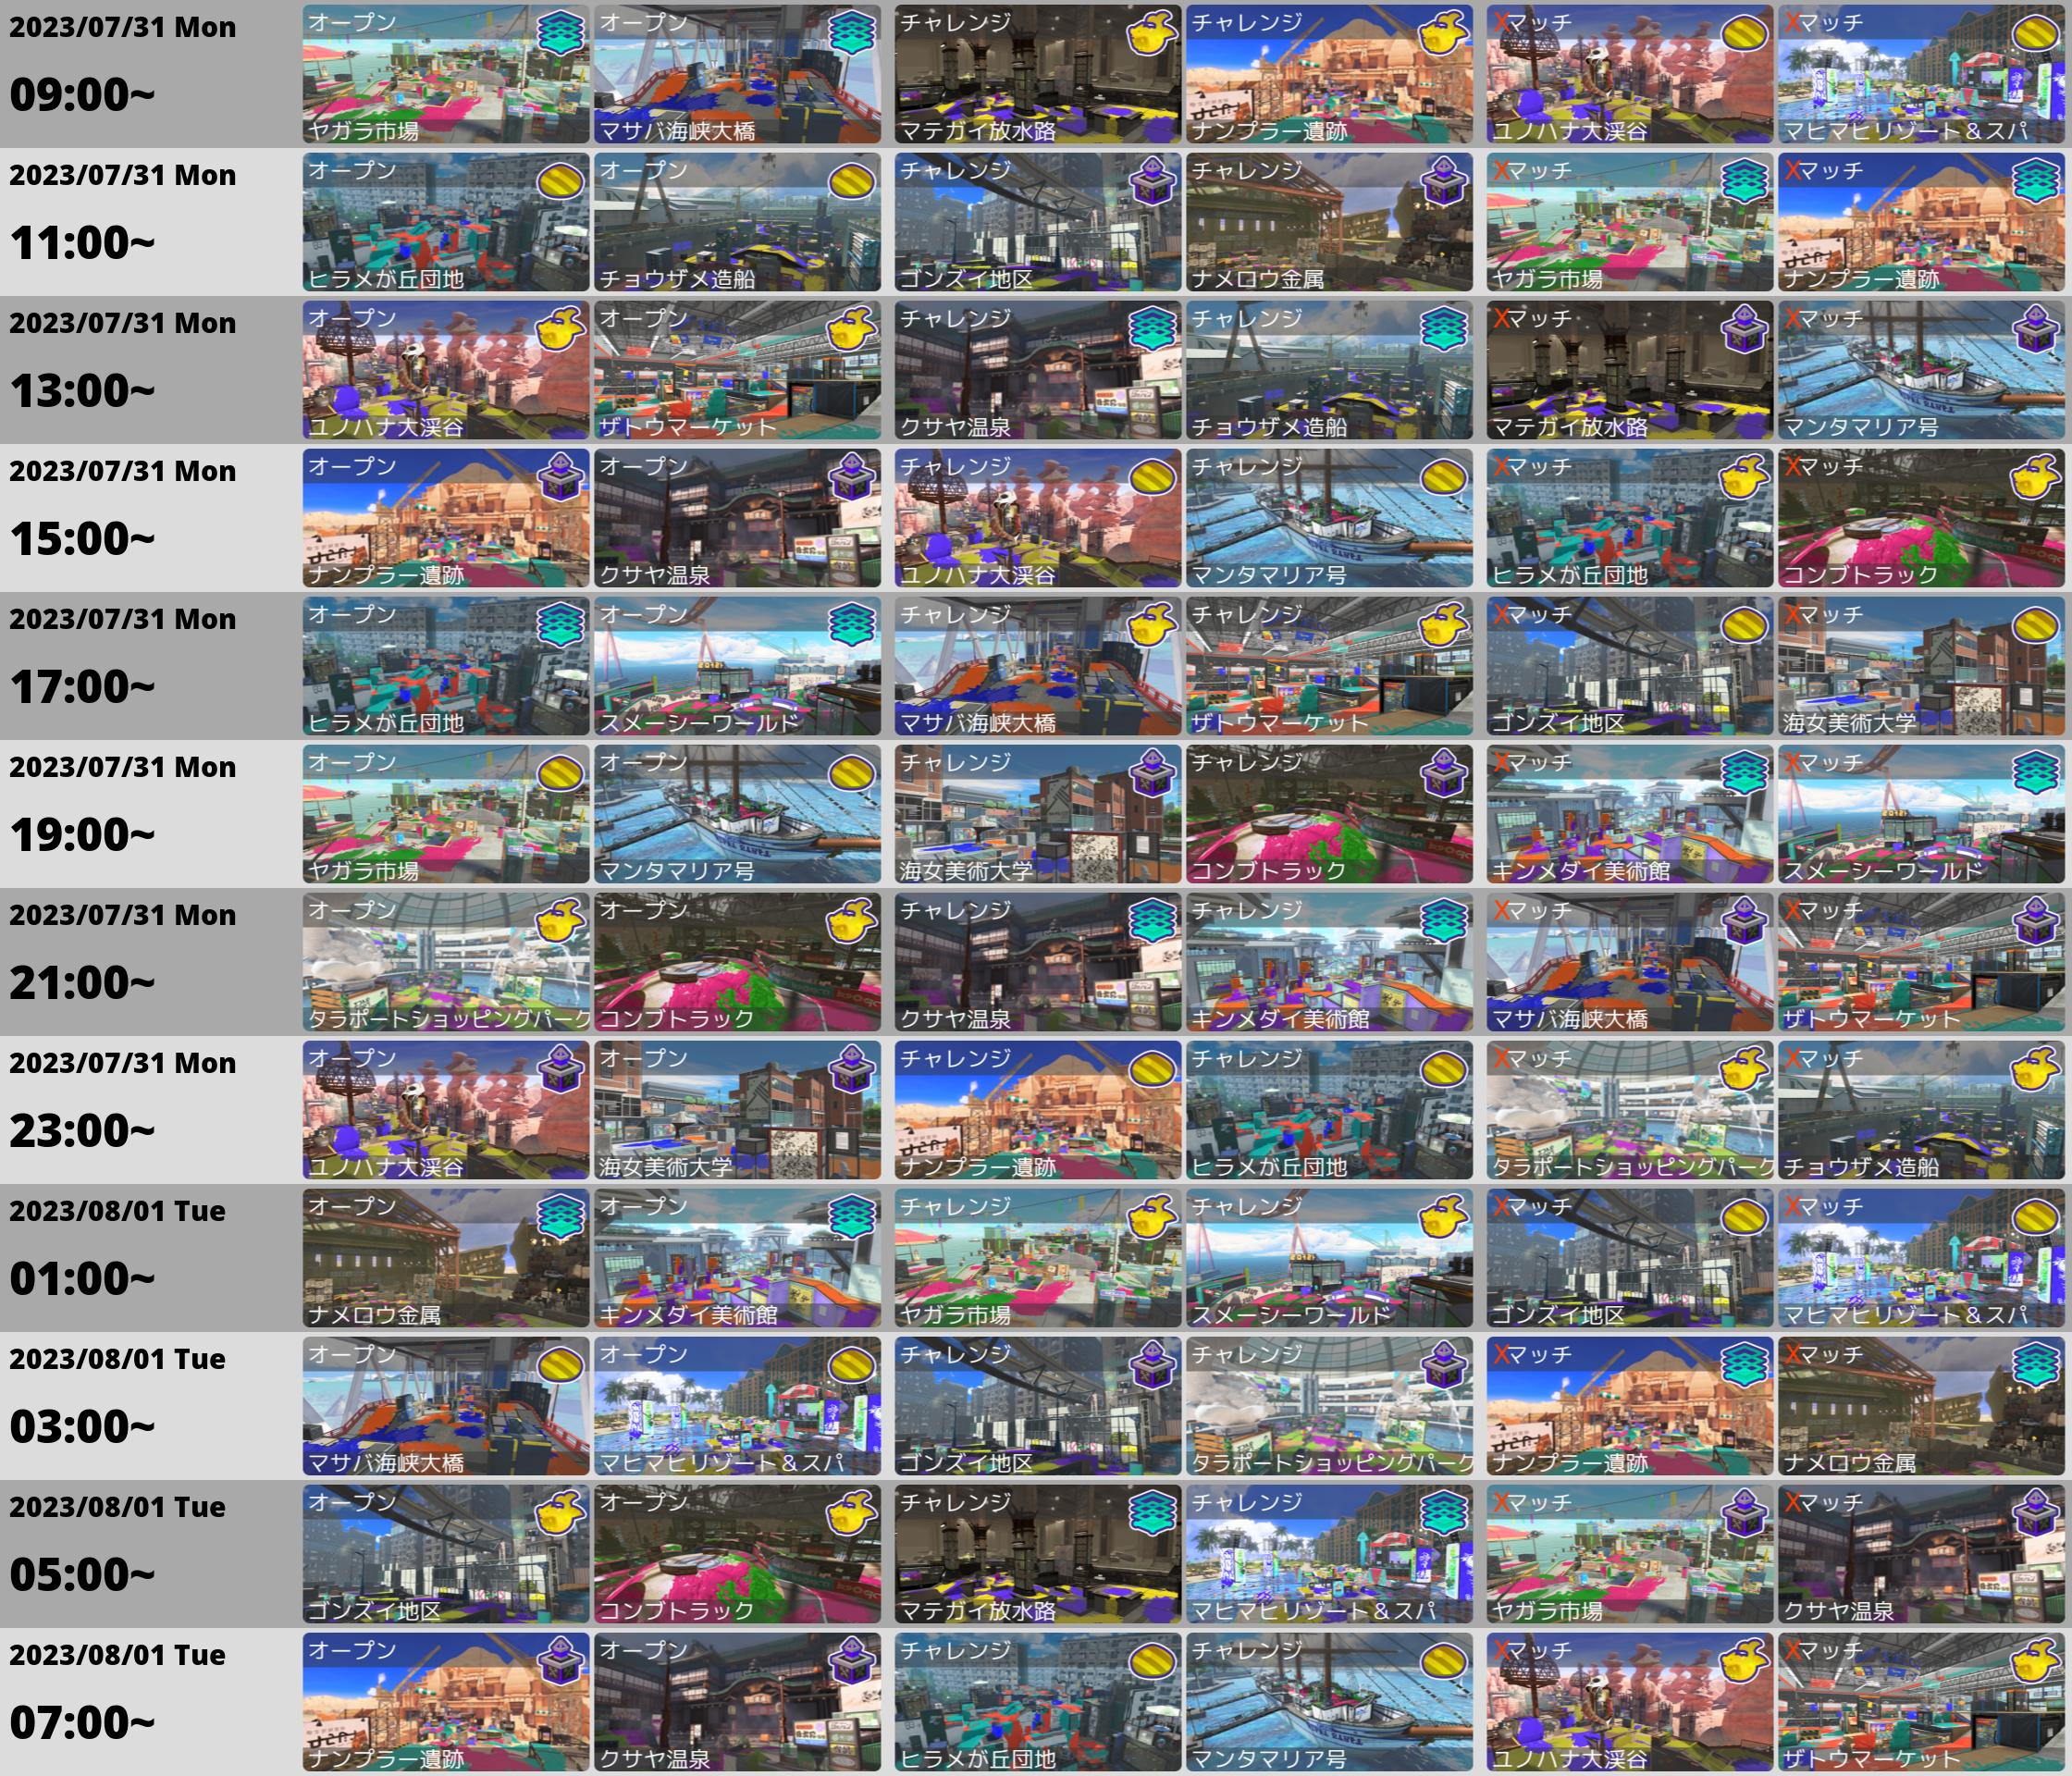 2023/07/31 Mon
09:00~
オープン オープン チャレンジ チャレンジ Xマッチ Xマッチ
ヤガラ市場 マサバ海峡大橋 マテガイ放水路 ナンプラー遺跡 ユノハナ大渓谷 マヒマヒリゾート＆スパ
2023/07/31 Mon
11:00~
オープン オープン チャレンジ チャレンジ Xマッチ Xマッチ
ヒラメが丘団地 チョウザメ造船 ゴンズイ地区 ナメロウ金属 ヤガラ市場 ナンプラー遺跡
2023/07/31 Mon
13:00~
オープン オープン チャレンジ チャレンジ Xマッチ Xマッチ
ユノハナ大渓谷 ザトウマーケット クサヤ温泉 チョウザメ造船 マテガイ放水路 マンタマリア号
2023/07/31 Mon
15:00~
オープン オープン チャレンジ チャレンジ Xマッチ Xマッチ
ナンプラー遺跡 クサヤ温泉 ユノハナ大渓谷 マンタマリア号 ヒラメが丘団地 コンブトラック
2023/07/31 Mon
17:00~
オープン オープン チャレンジ チャレンジ Xマッチ Xマッチ
ヒラメが丘団地 スメーシーワールド マサバ海峡大橋 ザトウマーケット ゴンズイ地区 海女美術大学
2023/07/31 Mon
19:00~
オープン オープン チャレンジ チャレンジ Xマッチ Xマッチ
ヤガラ市場 マンタマリア号 海女美術大学 コンブトラック キンメダイ美術館 スメーシーワールド
2023/07/31 Mon
21:00~
オープン オープン チャレンジ チャレンジ Xマッチ Xマッチ
タラポートショッピングパーク コンブトラック クサヤ温泉 キンメダイ美術館 マサバ海峡大橋 ザトウマーケット
2023/07/31 Mon
23:00~
オープン オープン チャレンジ チャレンジ Xマッチ Xマッチ
ユノハナ大渓谷 海女美術大学 ナンプラー遺跡 ヒラメが丘団地 タラポートショッピングパーク チョウザメ造船
2023/08/01 Tue
01:00~
オープン オープン チャレンジ チャレンジ Xマッチ Xマッチ
ナメロウ金属 キンメダイ美術館 ヤガラ市場 スメーシーワールド ゴンズイ地区 マヒマヒリゾート＆スパ
2023/08/01 Tue
03:00~
オープン オープン チャレンジ チャレンジ Xマッチ Xマッチ
マサバ海峡大橋 マヒマヒリゾート＆スパ ゴンズイ地区 タラポートショッピングパーク ナンプラー遺跡 ナメロウ金属
2023/08/01 Tue
05:00~
オープン オープン チャレンジ チャレンジ Xマッチ Xマッチ
ゴンズイ地区 コンブトラック マテガイ放水路 マヒマヒリゾート＆スパ ヤガラ市場 クサヤ温泉
2023/08/01 Tue
07:00~
オープン オープン チャレンジ チャレンジ Xマッチ Xマッチ
ナンプラー遺跡 クサヤ温泉 ヒラメが丘団地 マンタマリア号 ユノハナ大渓谷 ザトウマーケット